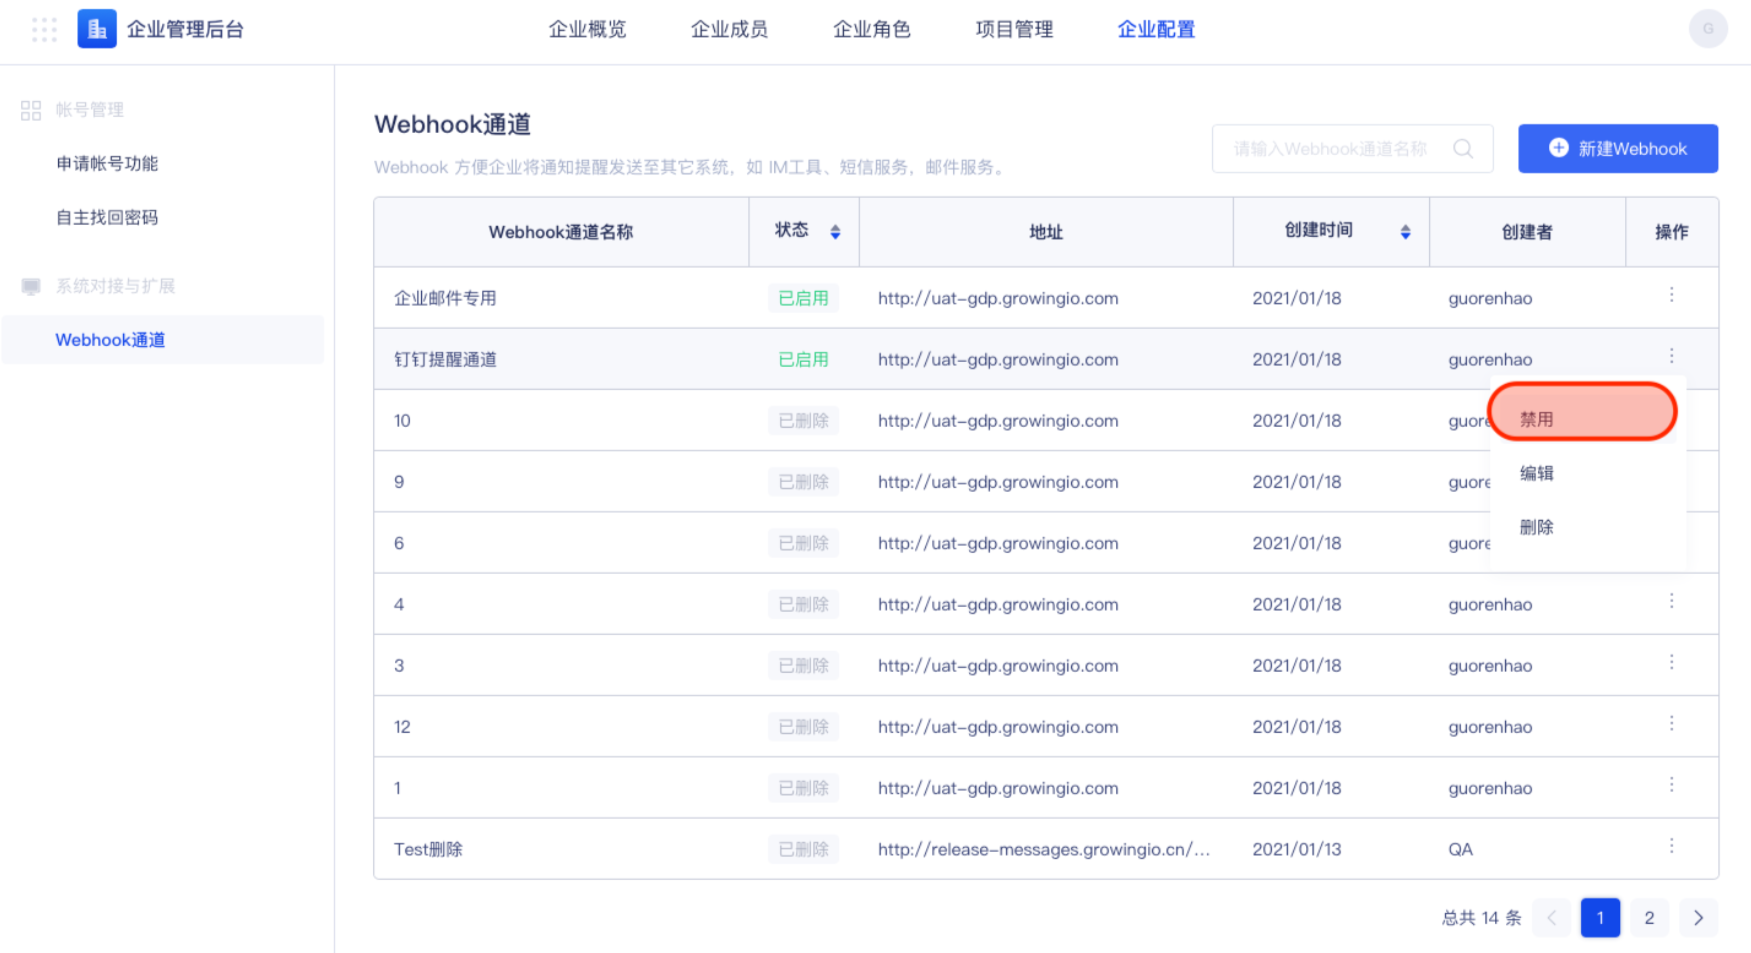 企业管理后台
企业概览
企业成员
企业角色
项目管理
企业配置
G
帐号管理
申请帐号功能
自主找回密码
系统对接与扩展
Webhook通道
Webhook通道
Webhook 方便企业将通知提醒发送至其它系统，如 IM工具、短信服务，邮件服务。
请输入Webhook通道名称
新建Webhook
Webhook通道名称 状态 地址 创建时间 创建者 操作
企业邮件专用 已启用 http://uat-gdp.growingio.com 2021/01/18 guorenhao
钉钉提醒通道 已启用 http://uat-gdp.growingio.com 2021/01/18 guorenhao
10 已删除 http://uat-gdp.growingio.com 2021/01/18 guore
禁用
9 已删除 http://uat-gdp.growingio.com 2021/01/18 guore
编辑
6 已删除 http://uat-gdp.growingio.com 2021/01/18 guore
删除
4 已删除 http://uat-gdp.growingio.com 2021/01/18 guorenhao
3 已删除 http://uat-gdp.growingio.com 2021/01/18 guorenhao
12 已删除 http://uat-gdp.growingio.com 2021/01/18 guorenhao
1 已删除 http://uat-gdp.growingio.com 2021/01/18 guorenhao
Test删除 已删除 http://release-messages.growingio.cn/... 2021/01/13 QA
总共 14 条 < 1 2 >